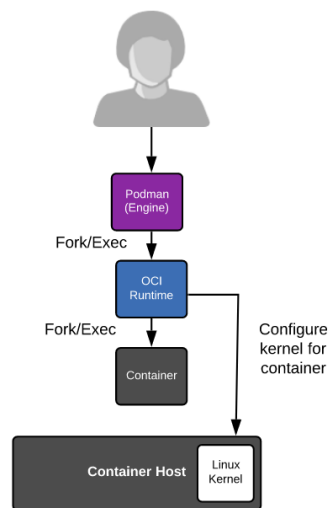 Podman
(Engine)
Fork/Exec
OCI
Runtime
Fork/Exec
Configure
kernel for
container
Container
Container Host
Linux
Kernel